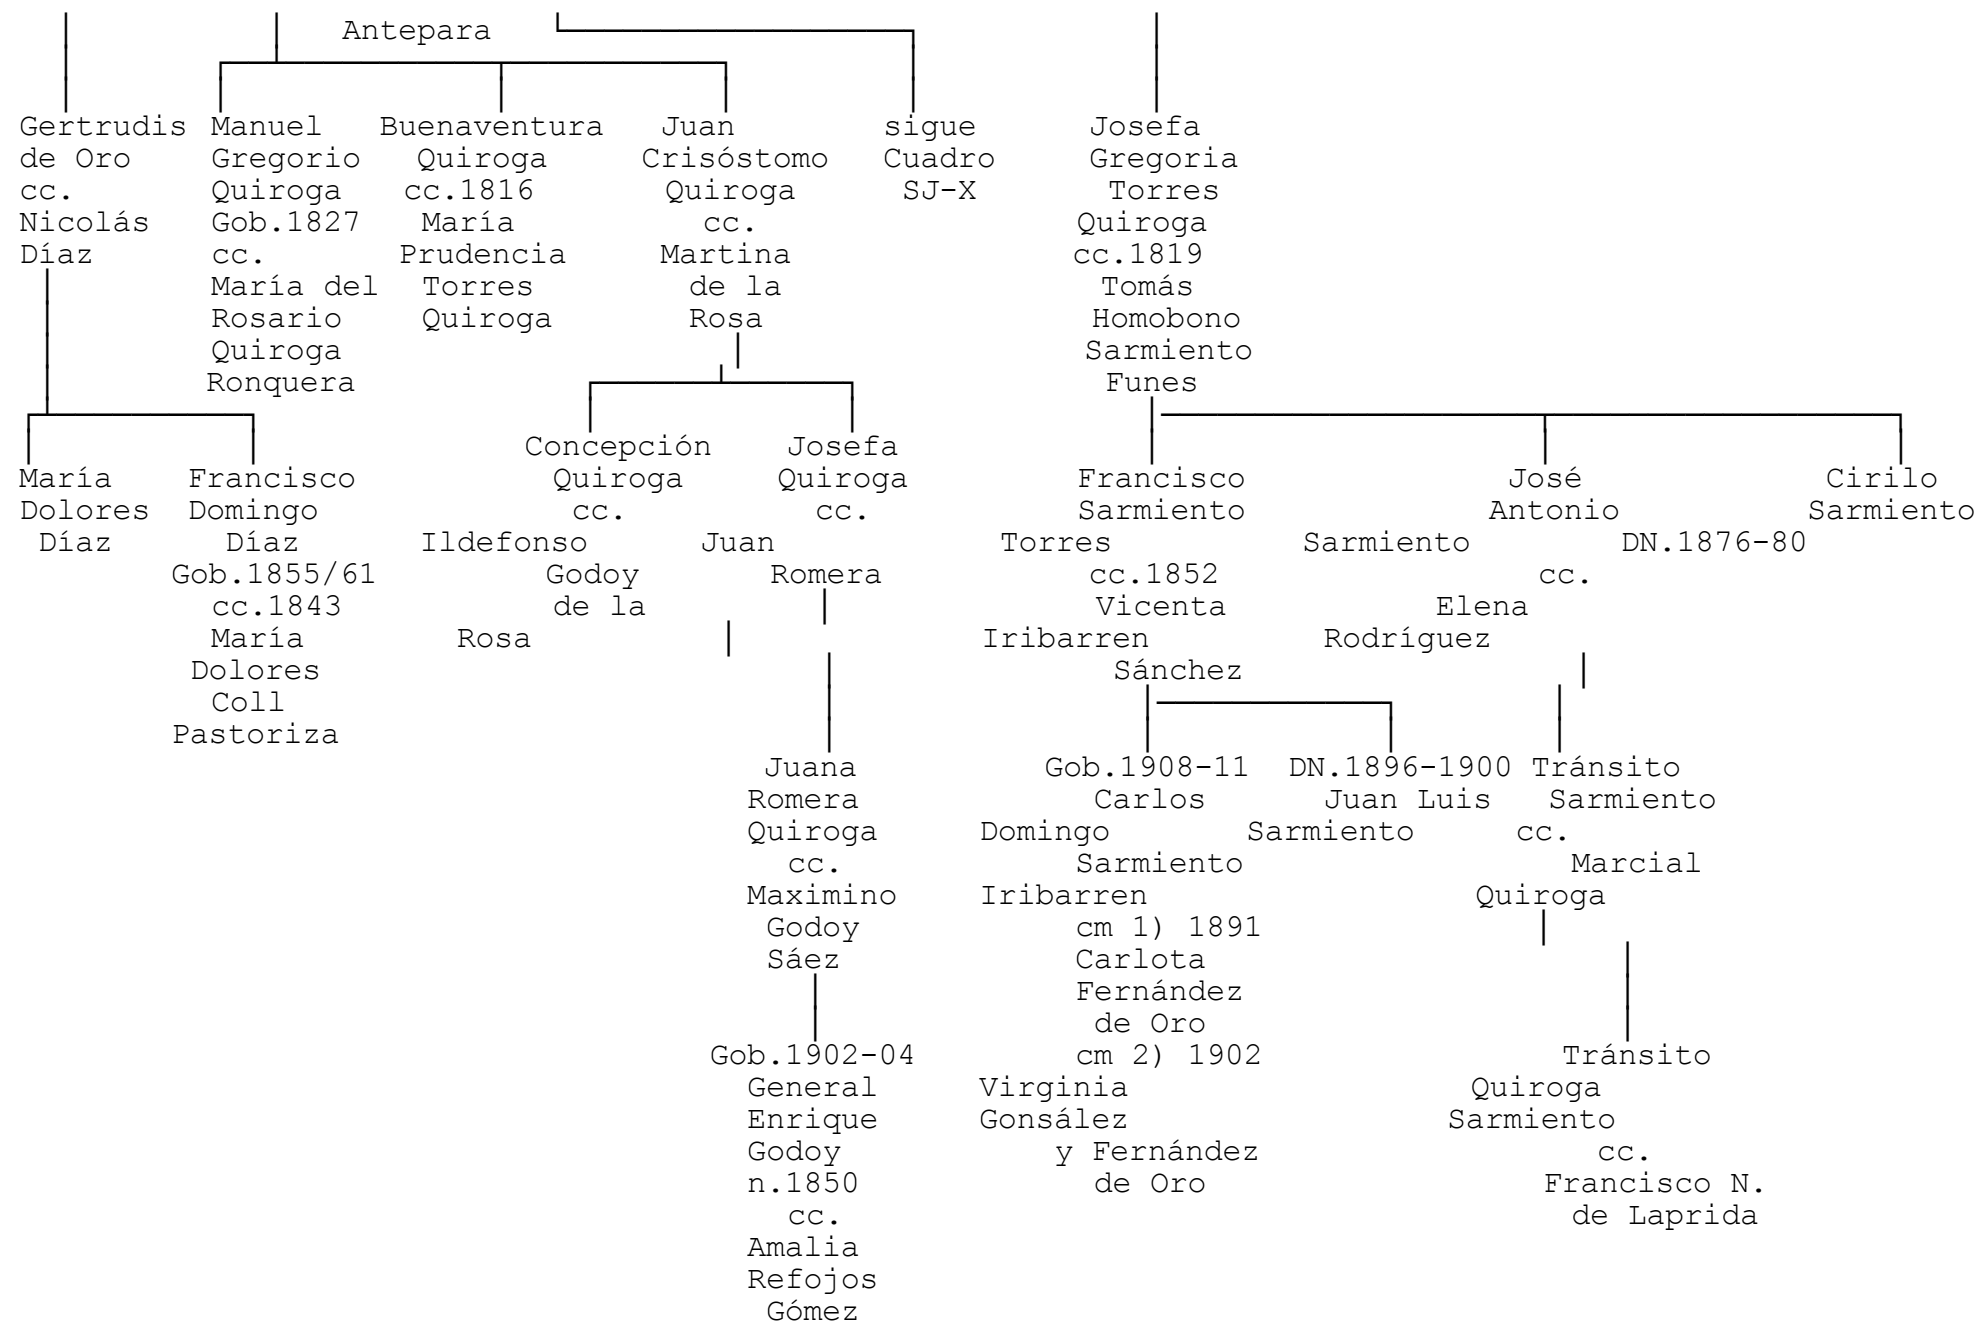 Antepara
Gertrudis Manuel Buenaventura Juan sigue Josefa
de Oro Gregorio Quiroga Crisóstomo Cuadro Gregoria
cc. Quiroga cc.1816 Quiroga SJ-X Torres
Nicolás Gob.1827 María cc. Quiroga
Díaz cc. Prudencia Martina cc.1819
María del Torres de la Tomás
Rosario Quiroga Rosa Homobono
Quiroga Sarmiento
Ronquera Funes
Concepción Josefa
María Francisco Quiroga Quiroga Francisco José Cirilo
Dolores Domingo cc. cc. Sarmiento Antonio Sarmiento
Díaz Díaz Ildefonso Juan Torres Sarmiento DN.1876-80
Gob.1855/61 Godoy Romera cc.1852 cc.
cc.1843 de la Vicenta Elena
María Rosa Iribarren Rodríguez
Dolores Sánchez
Coll
Pastoriza
Juana Gob.1908-11 DN.1896-1900 Tránsito
Romera Carlos Juan Luis Sarmiento
Quiroga Domingo Sarmiento cc.
cc. Sarmiento Marcial
Maximino Iribarren Quiroga
Godoy cm 1) 1891
Sáez Carlota
Fernández
de Oro
Gob.1902-04 cm 2) 1902 Tránsito
General Virginia Quiroga
Enrique Gonsález Sarmiento
Godoy y Fernández cc.
n.1850 de Oro Francisco N.
cc. de Laprida
Amalia
Refojos
Gómez